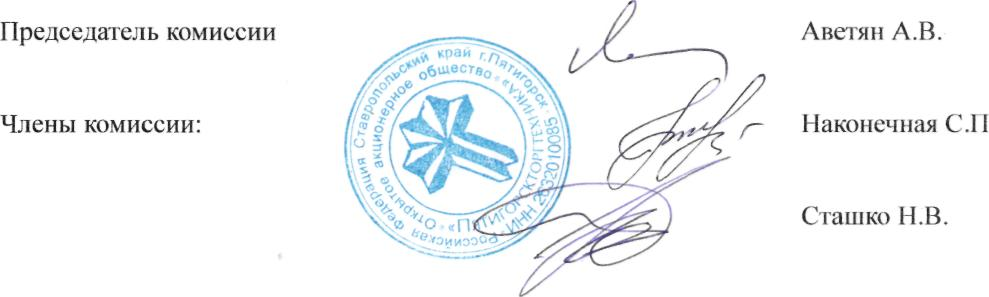 Председатель комиссии
Аветян А.В.
Российская Федерация Ставропольский край г.Пятигорск · ИНН 2632010085
Открытое акционерное общество · «ПЯТИГОРСКТОРГТЕХНИКА»
Члены комиссии:
Наконечная С.П
Сташко Н.В.